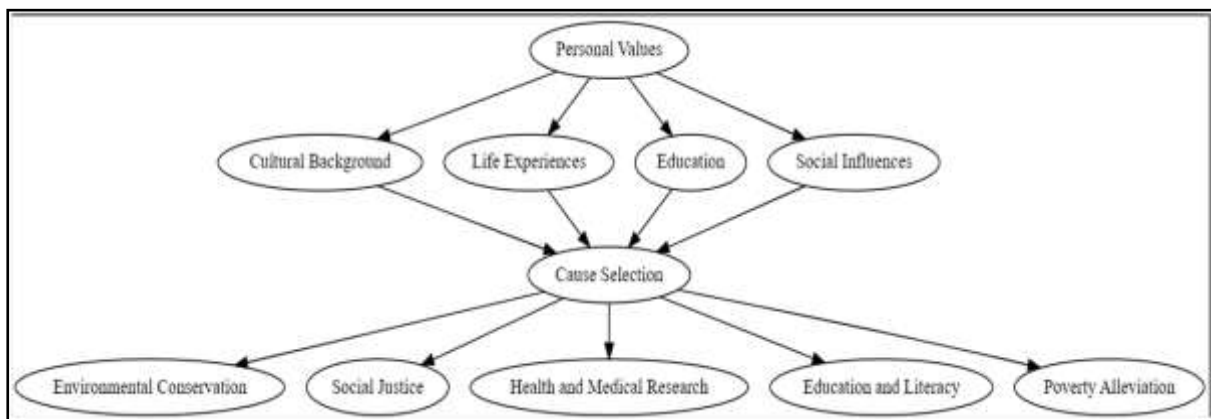 Personal Values
Cultural Background
Life Experiences
Education
Social Influences
Cause Selection
Environmental Conservation
Social Justice
Health and Medical Research
Education and Literacy
Poverty Alleviation